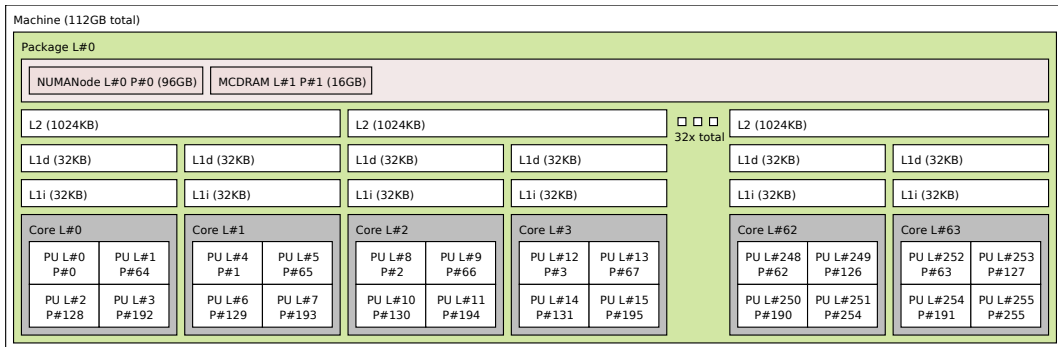 Machine (112GB total)
Package L#0
NUMANode L#0 P#0 (96GB)
MCDRAM L#1 P#1 (16GB)
L2 (1024KB)
L2 (1024KB)
32x total
L2 (1024KB)
L1d (32KB)
L1d (32KB)
L1d (32KB)
L1d (32KB)
L1d (32KB)
L1d (32KB)
L1i (32KB)
L1i (32KB)
L1i (32KB)
L1i (32KB)
L1i (32KB)
L1i (32KB)
Core L#0
PU L#0
P#0
PU L#1
P#64
PU L#2
P#128
PU L#3
P#192
Core L#1
PU L#4
P#1
PU L#5
P#65
PU L#6
P#129
PU L#7
P#193
Core L#2
PU L#8
P#2
PU L#9
P#66
PU L#10
P#130
PU L#11
P#194
Core L#3
PU L#12
P#3
PU L#13
P#67
PU L#14
P#131
PU L#15
P#195
Core L#62
PU L#248
P#62
PU L#249
P#126
PU L#250
P#190
PU L#251
P#254
Core L#63
PU L#252
P#63
PU L#253
P#127
PU L#254
P#191
PU L#255
P#255